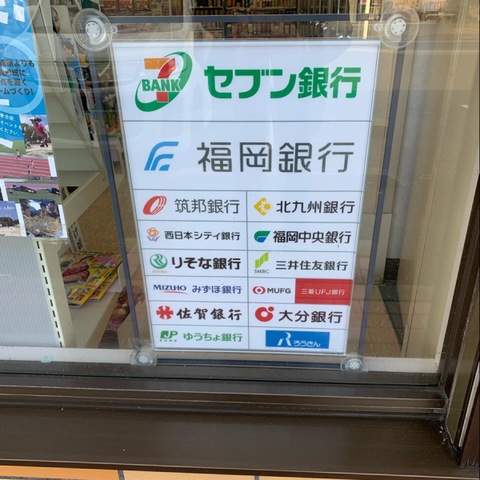 7 BANK セブン銀行
福岡銀行
筑邦銀行 北九州銀行
西日本シティ銀行 福岡中央銀行
りそな銀行 SMBC 三井住友銀行
MIZUHO みずほ銀行 MUFG 三菱UFJ銀行
佐賀銀行 大分銀行
JP BANK ゆうちょ銀行 R ろうきん